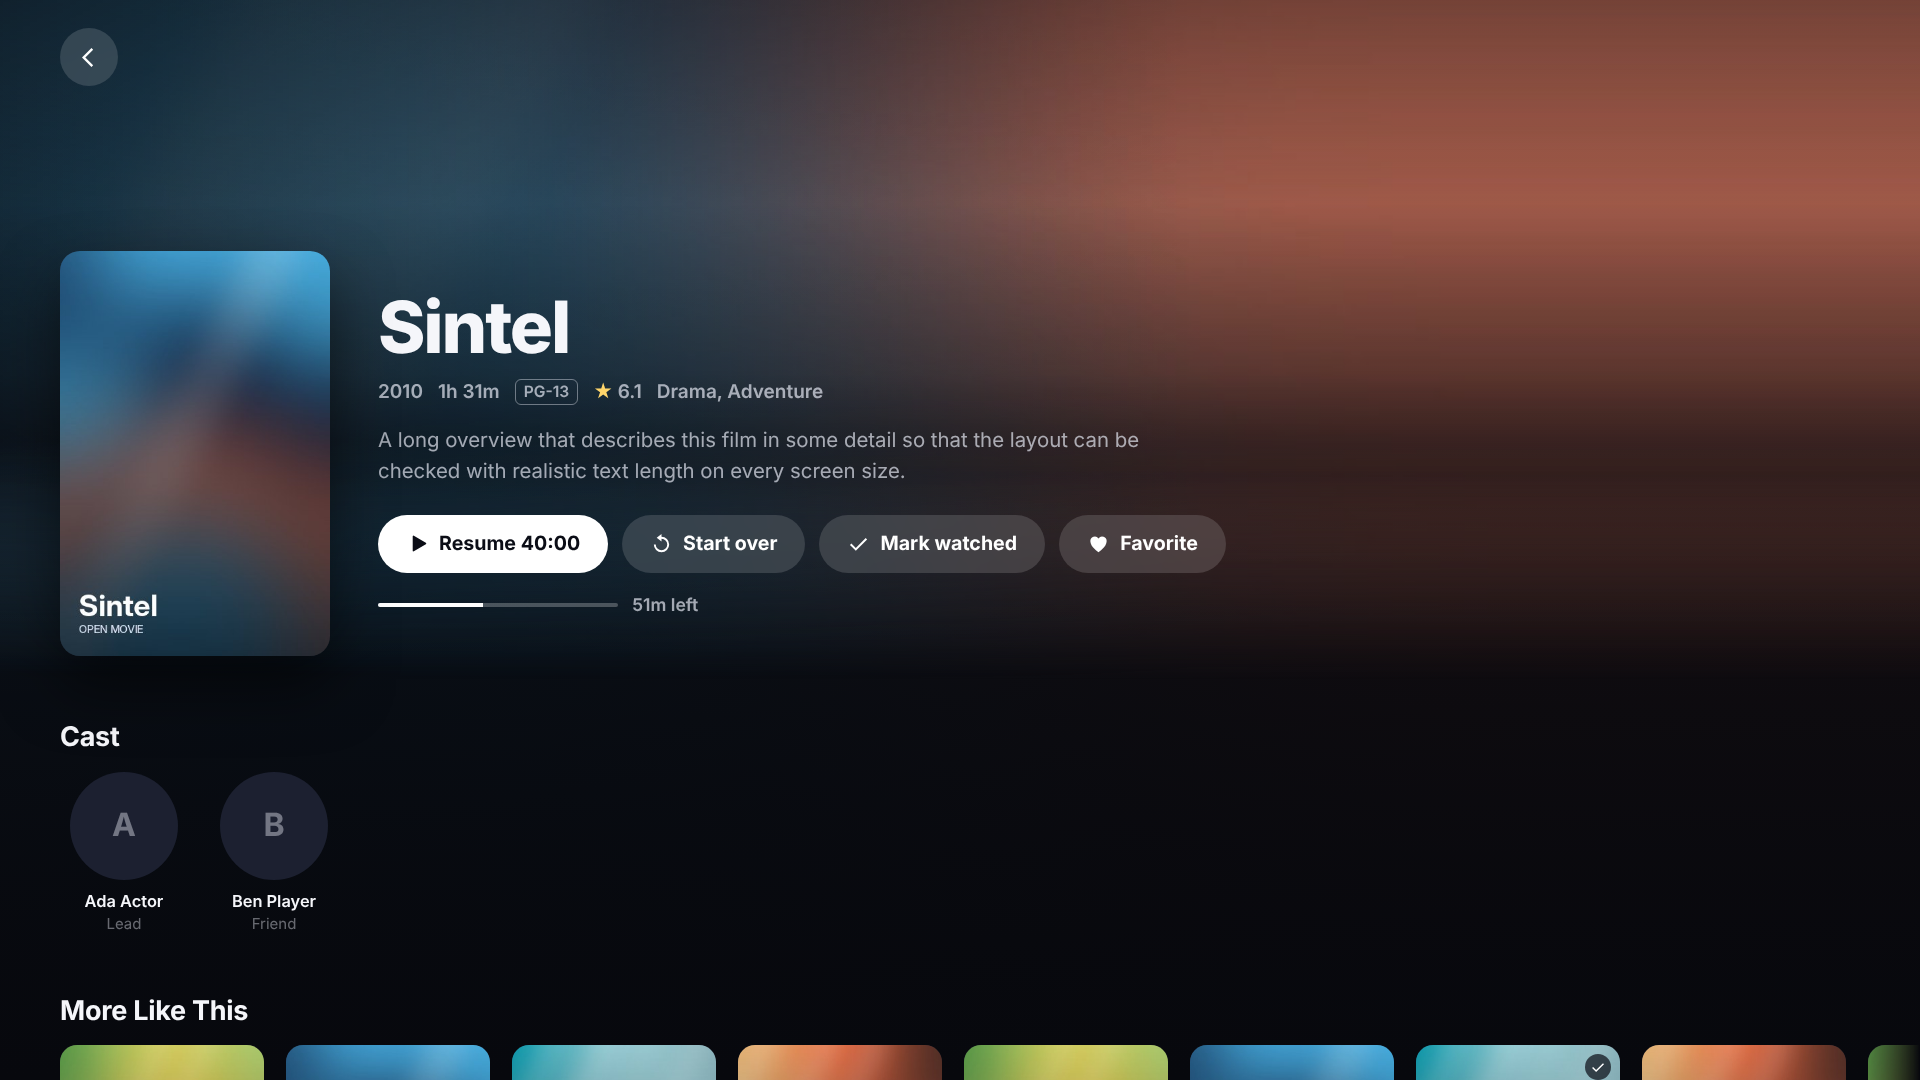 Sintel
2010 1h 31m PG-13 ★ 6.1 Drama, Adventure
A long overview that describes this film in some detail so that the layout can be
checked with realistic text length on every screen size.
Resume 40:00 Start over Mark watched Favorite
51m left
Sintel
OPEN MOVIE
Cast
A B
Ada Actor Ben Player
Lead Friend
More Like This